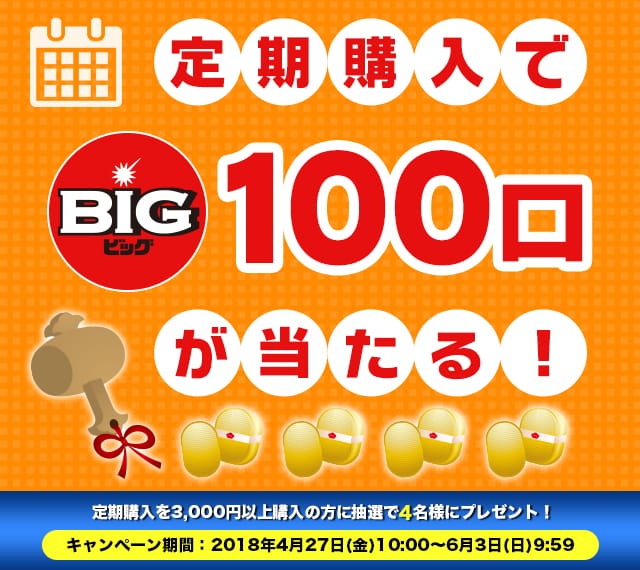 定期購入で
BIG
ビッグ
100口
が当たる！
定期購入を3,000円以上購入の方に抽選で4名様にプレゼント！
キャンペーン期間：2018年4月27日(金)10:00〜6月3日(日)9:59